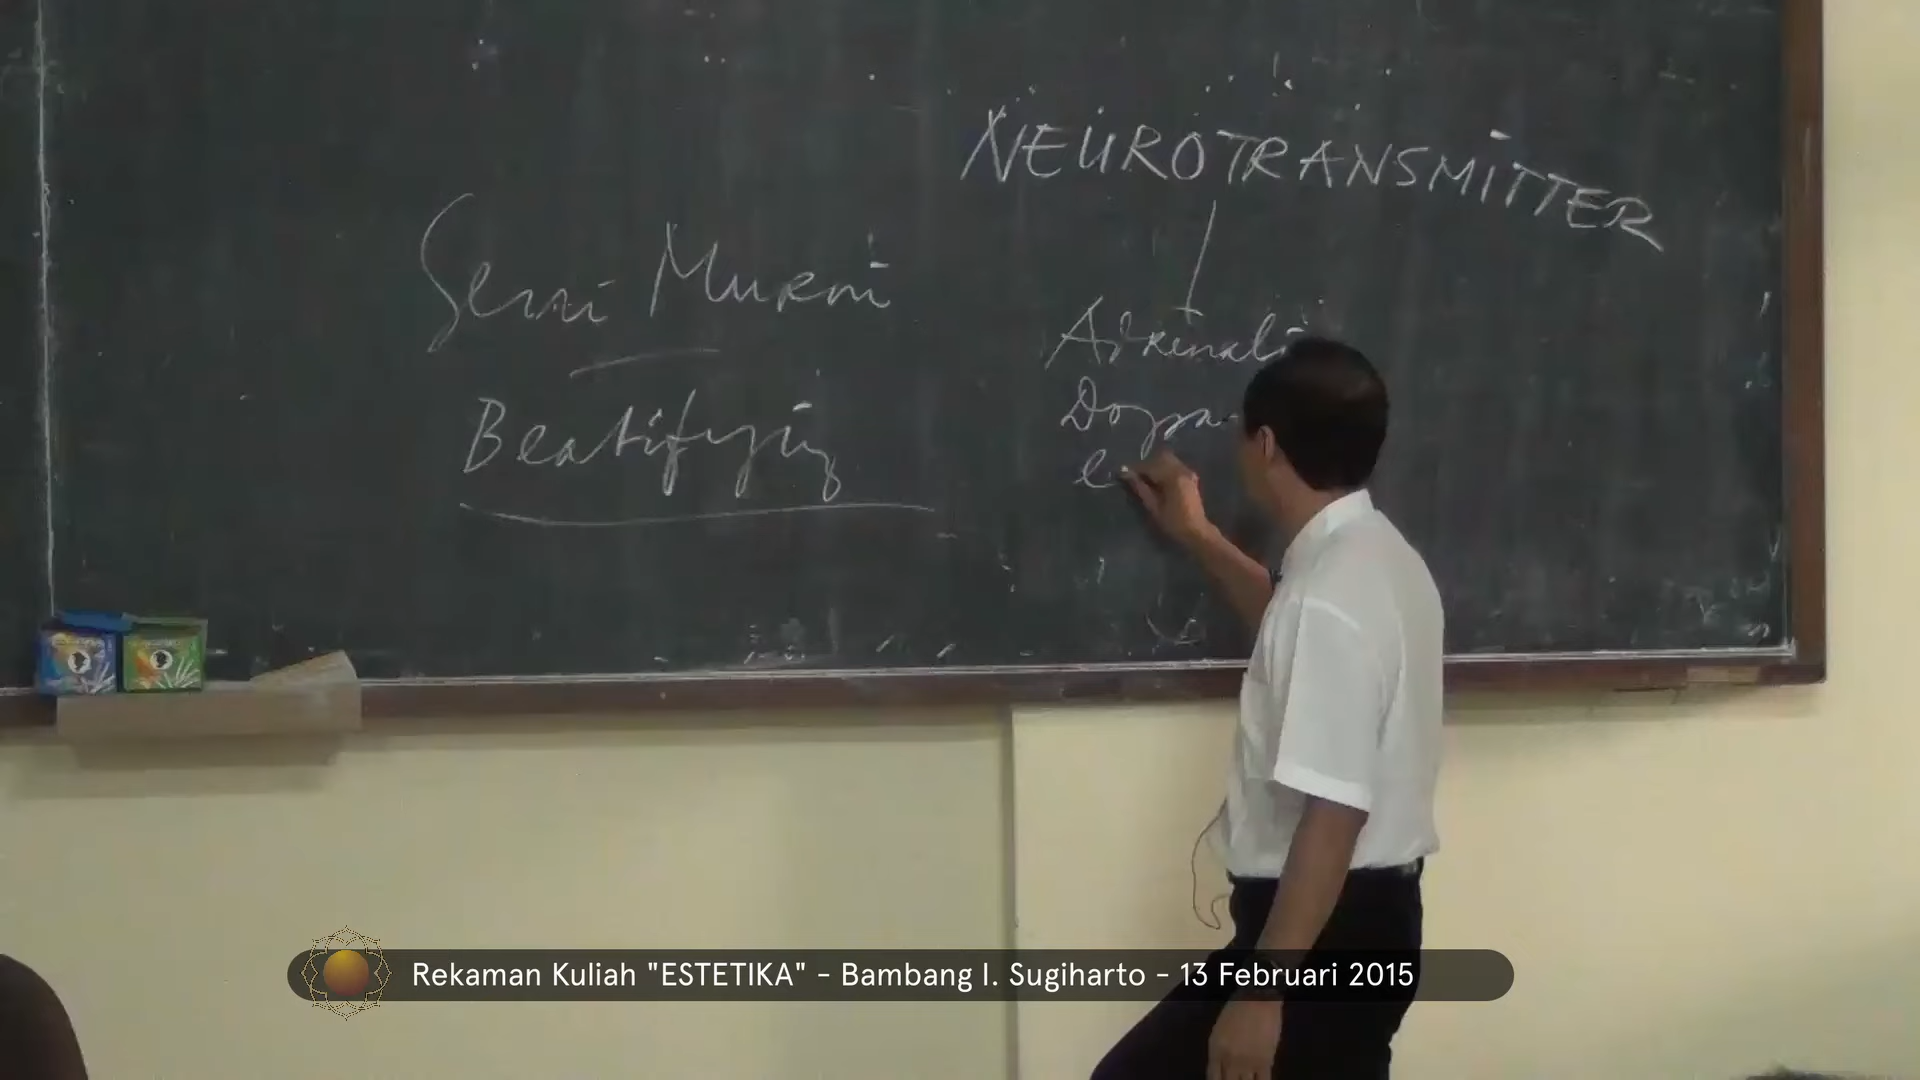 NEUROTRANSMITTER
Seni Murni
Beatifying
Adrenali
Dopa
e
Rekaman Kuliah "ESTETIKA" - Bambang I. Sugiharto - 13 Februari 2015